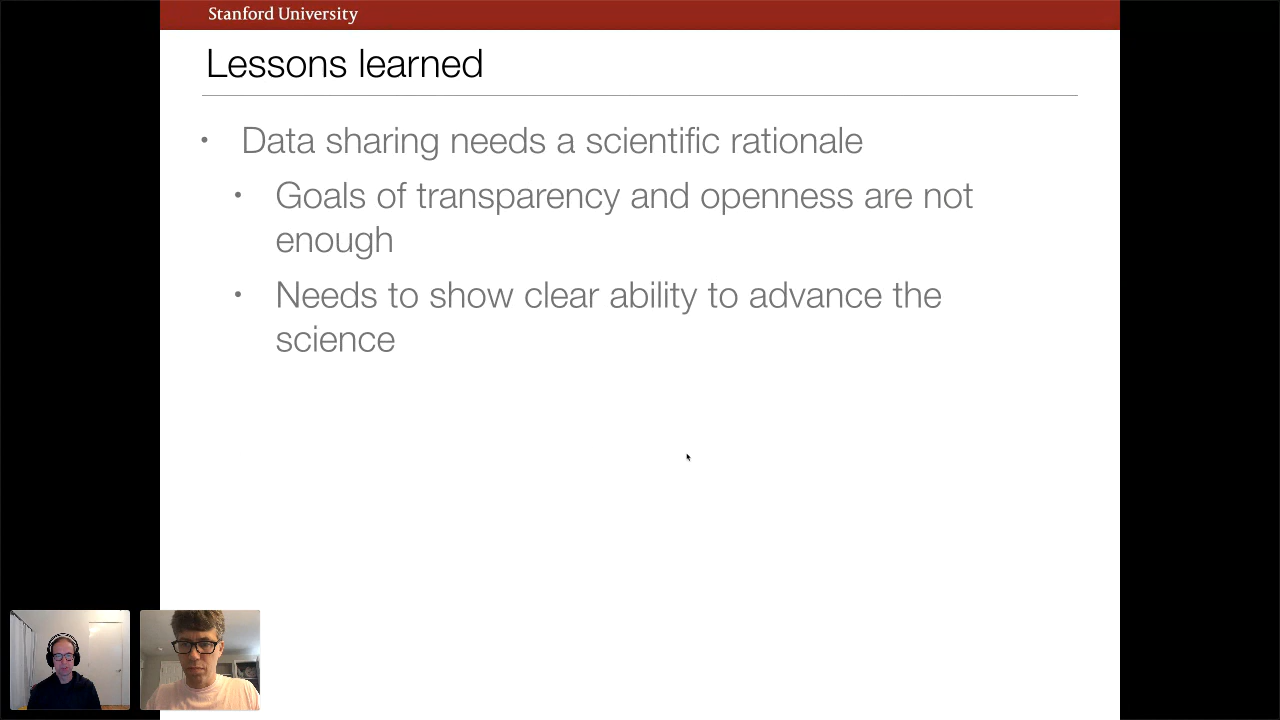 Stanford University
Lessons learned
• Data sharing needs a scientific rationale
• Goals of transparency and openness are not
enough
• Needs to show clear ability to advance the
science